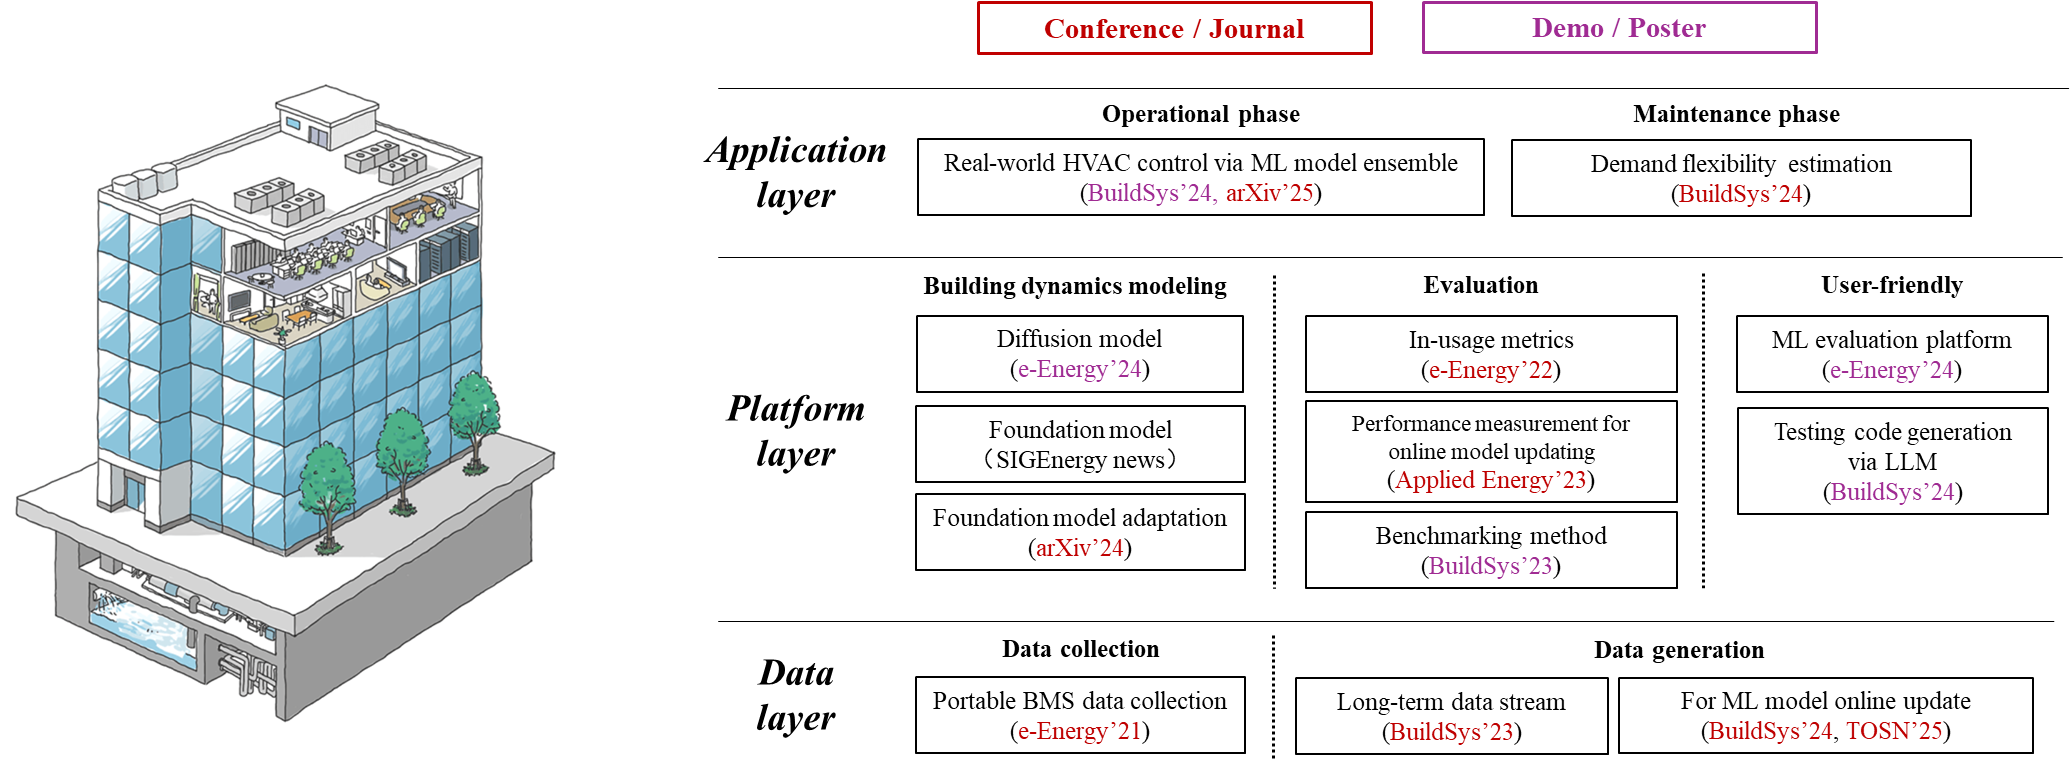 Conference / Journal
Demo / Poster
Application
layer
Operational phase
Real-world HVAC control via ML model ensemble
(BuildSys’24, arXiv’25)
Maintenance phase
Demand flexibility estimation
(BuildSys’24)
Platform
layer
Building dynamics modeling
Diffusion model
(e-Energy’24)
Foundation model
（SIGEnergy news）
Foundation model adaptation
(arXiv’24)
Evaluation
In-usage metrics
(e-Energy’22)
Performance measurement for
online model updating
(Applied Energy’23)
Benchmarking method
(BuildSys’23)
User-friendly
ML evaluation platform
(e-Energy’24)
Testing code generation
via LLM
(BuildSys’24)
Data
layer
Data collection
Portable BMS data collection
(e-Energy’21)
Data generation
Long-term data stream
(BuildSys’23)
For ML model online update
(BuildSys’24, TOSN’25)